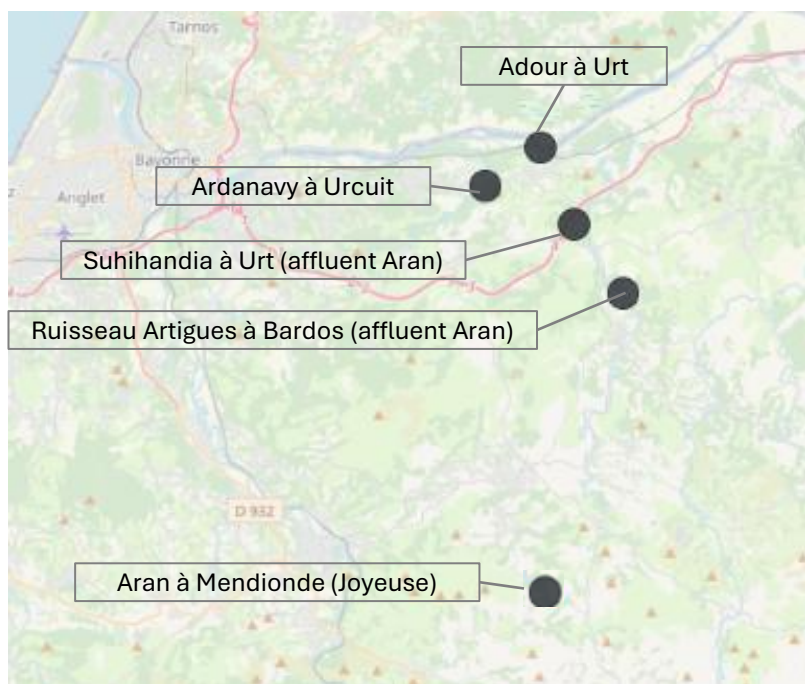 Tarnos
Adour à Urt
Bayonne
Ardanavy à Urcuit
Anglet
Suhihandia à Urt (affluent Aran)
Ruisseau Artigues à Bardos (affluent Aran)
D 932
Aran à Mendionde (Joyeuse)